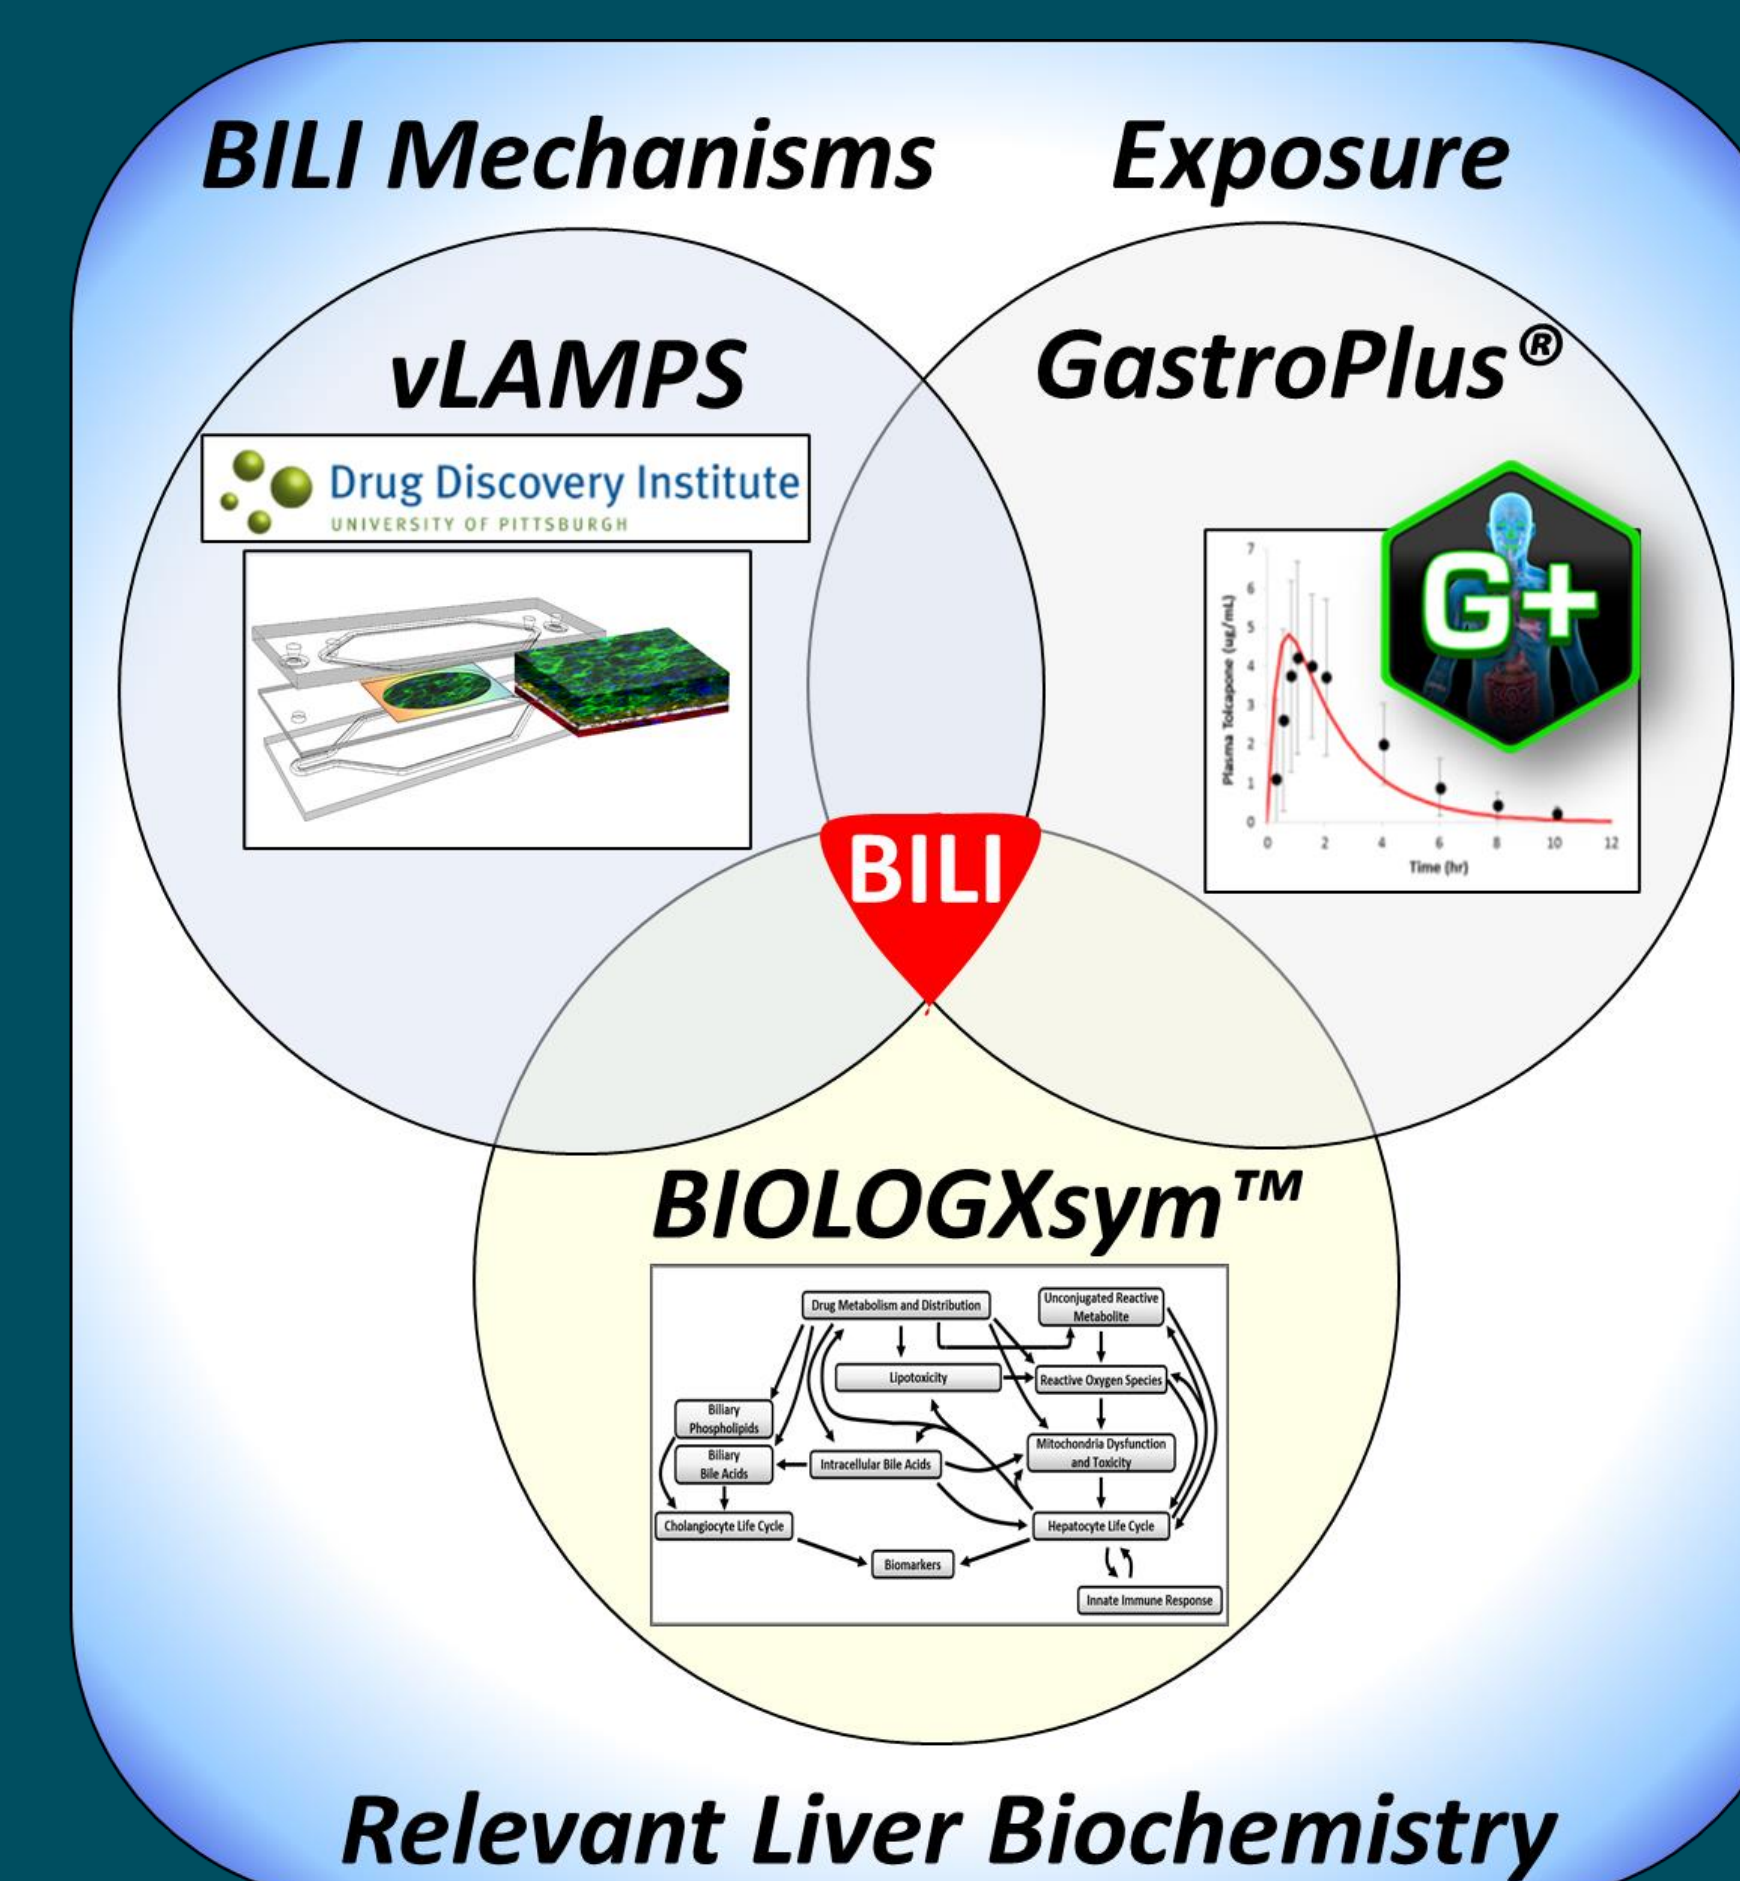 BILI Mechanisms
Exposure
vLAMPS
Drug Discovery Institute
UNIVERSITY OF PITTSBURGH
GastroPlus®
G+
Plasma Tolcapone (ug/mL)
7
6
5
4
3
2
1
0
0 2 4 6 8 10 12
Time (hr)
BILI
BIOLOGXsym™
Drug Metabolism and Distribution
Unconjugated Reactive
Metabolite
Lipotoxicity
Reactive Oxygen Species
Biliary
Phospholipids
Biliary
Bile Acids
Intracellular Bile Acids
Mitochondria Dysfunction
and Toxicity
Cholangiocyte Life Cycle
Hepatocyte Life Cycle
Biomarkers
Innate Immune Response
Relevant Liver Biochemistry